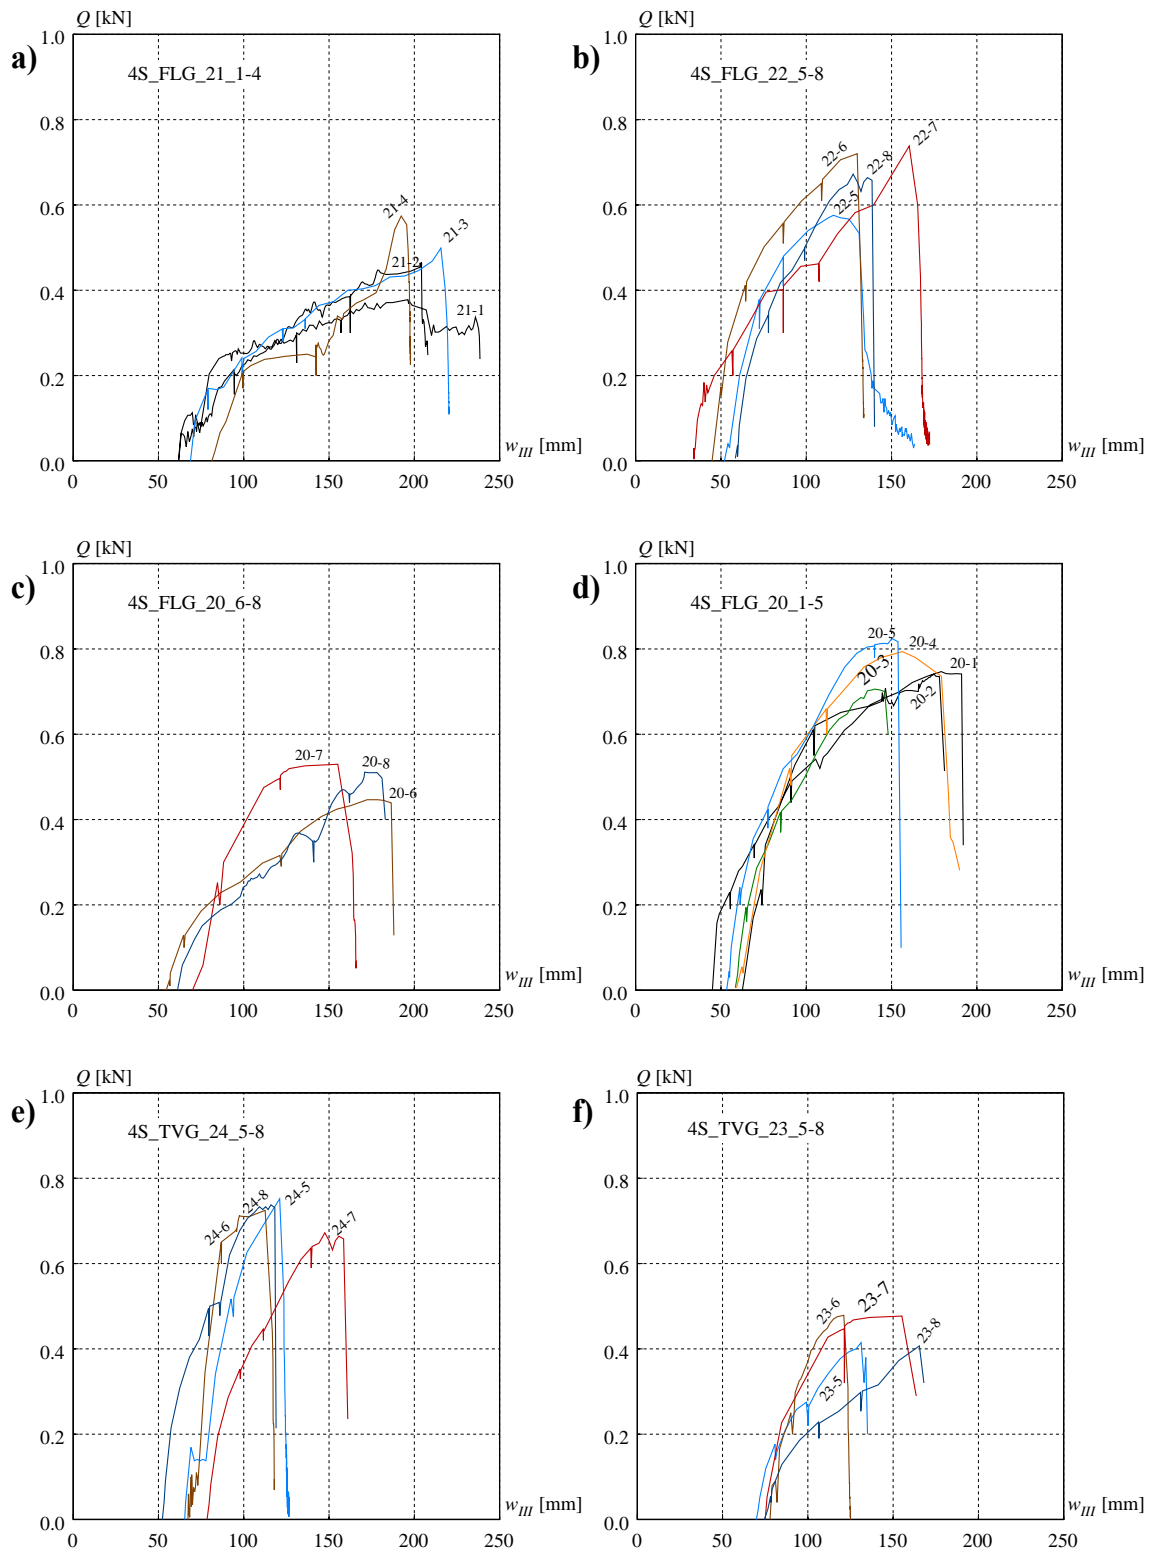 Q [kN]
a)
4S_FLG_21_1-4
1.0
0.8
0.6
0.4
0.2
0.0
21-4
21-3
21-2
21-1
w_III [mm]
0 50 100 150 200 250
Q [kN]
b)
4S_FLG_22_5-8
1.0
0.8
0.6
0.4
0.2
0.0
22-7
22-6
22-8
22-5
w_III [mm]
0 50 100 150 200 250
Q [kN]
c)
4S_FLG_20_6-8
1.0
0.8
0.6
0.4
0.2
0.0
20-7
20-8
20-6
w_III [mm]
0 50 100 150 200 250
Q [kN]
d)
4S_FLG_20_1-5
1.0
0.8
0.6
0.4
0.2
0.0
20-5
20-4
20-3
20-1
20-2
w_III [mm]
0 50 100 150 200 250
Q [kN]
e)
4S_TVG_24_5-8
1.0
0.8
0.6
0.4
0.2
0.0
24-6
24-8
24-5
24-7
w_III [mm]
0 50 100 150 200 250
Q [kN]
f)
4S_TVG_23_5-8
1.0
0.8
0.6
0.4
0.2
0.0
23-6
23-7
23-8
23-5
w_III [mm]
0 50 100 150 200 250